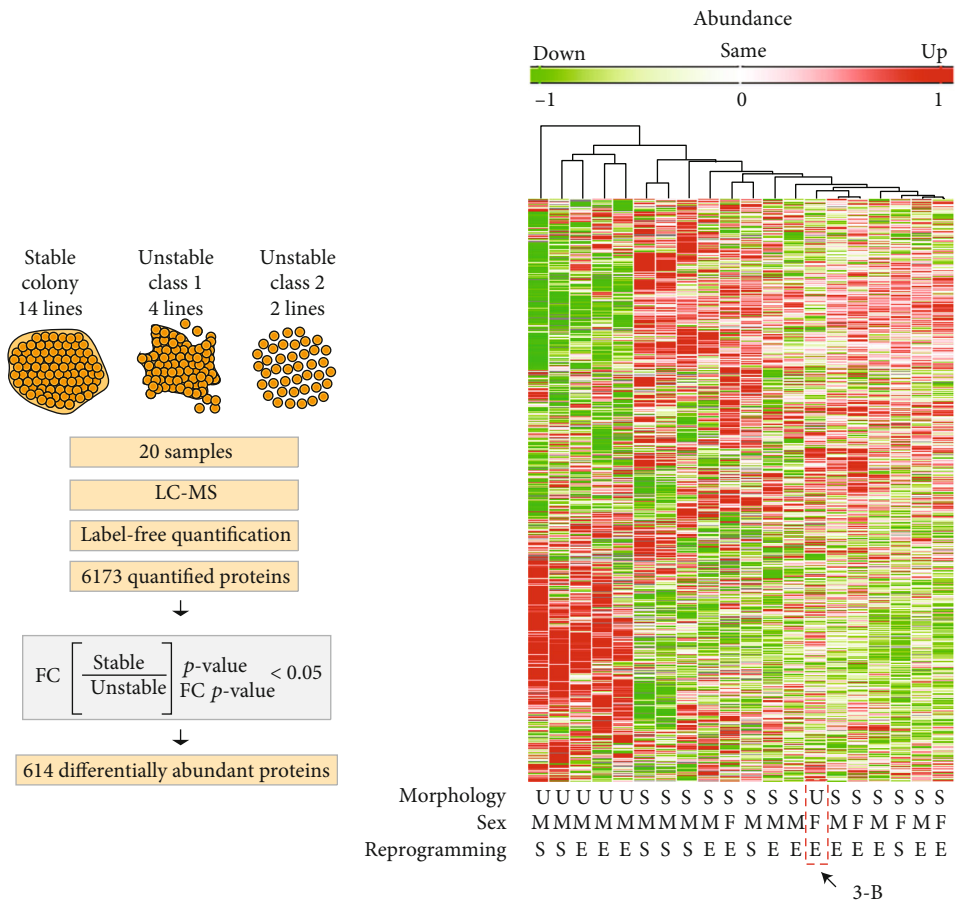 Abundance
Down Same Up
−1 0 1
Stable colony 14 lines
Unstable class 1 4 lines
Unstable class 2 2 lines
20 samples
LC-MS
Label-free quantification
6173 quantified proteins
FC [Stable / Unstable] p-value FC p-value < 0.05
614 differentially abundant proteins
Morphology U U U U U S S S S S S S S U S S S S S S
Sex M M M M M M M M M F M M M F M F M F M F
Reprogramming S S E E E S S S E E S E E E E E E S E E
3-B